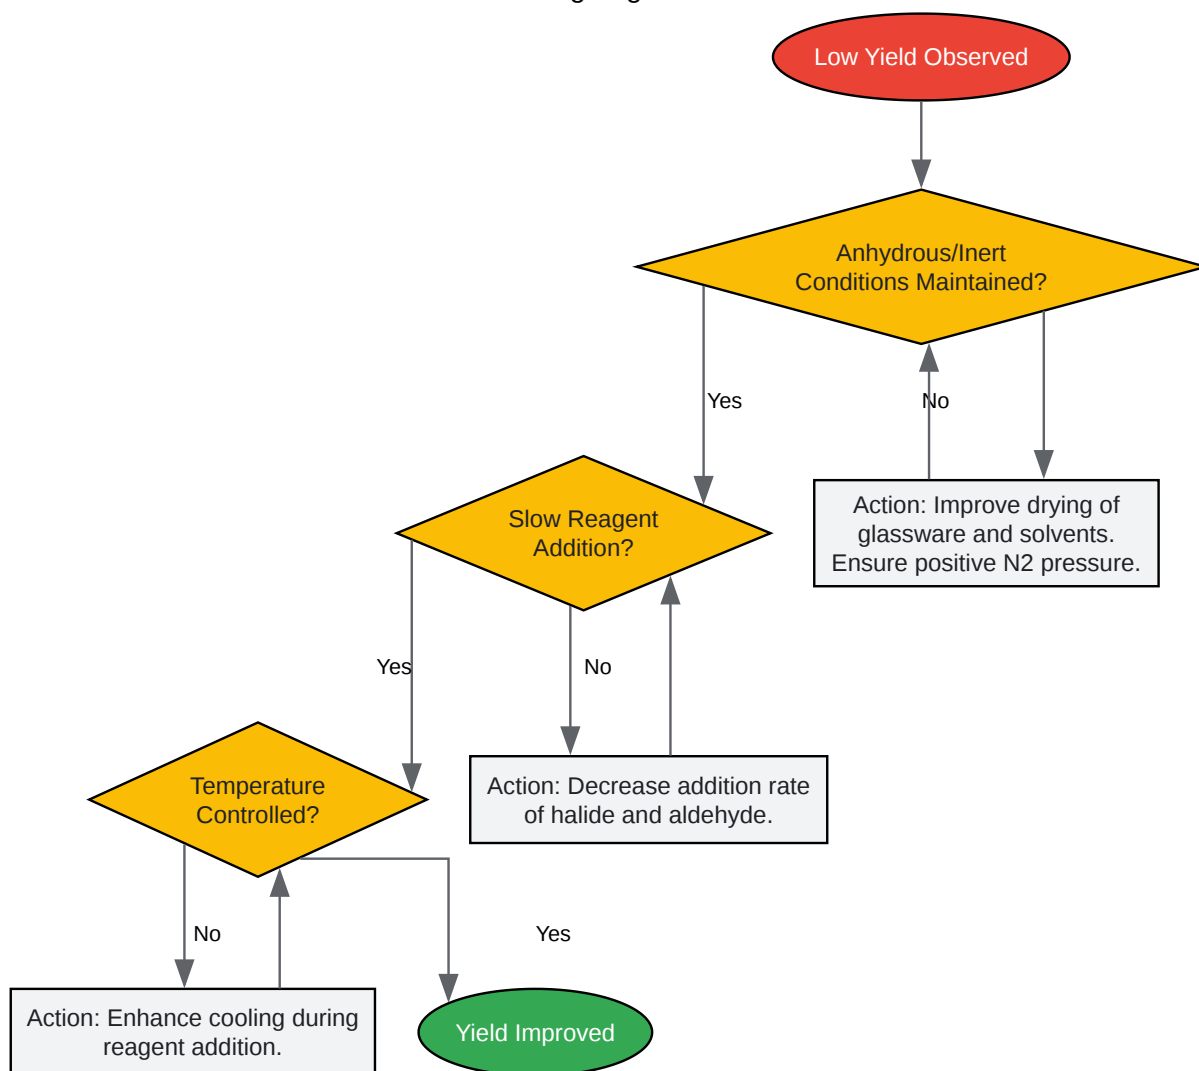 Low Yield Observed
Anhydrous/Inert
Conditions Maintained?
Yes
No
Action: Improve drying of
glassware and solvents.
Ensure positive N2 pressure.
Slow Reagent
Addition?
Yes
No
Action: Decrease addition rate
of halide and aldehyde.
Temperature
Controlled?
No
Yes
Action: Enhance cooling during
reagent addition.
Yield Improved